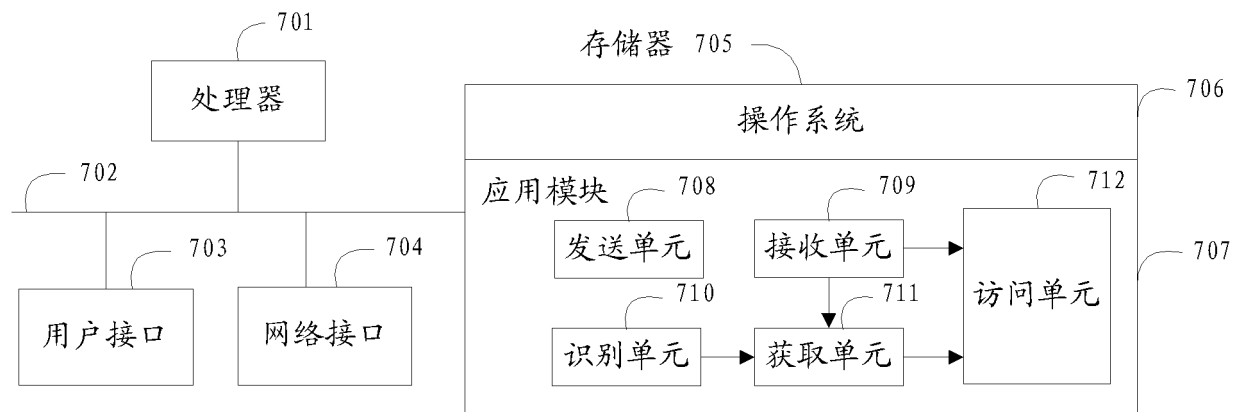 701
存储器 705
处理器
706
操作系统
702
应用模块
708
709
712
发送单元
接收单元
703
704
707
710
711
访问单元
用户接口
网络接口
识别单元
获取单元